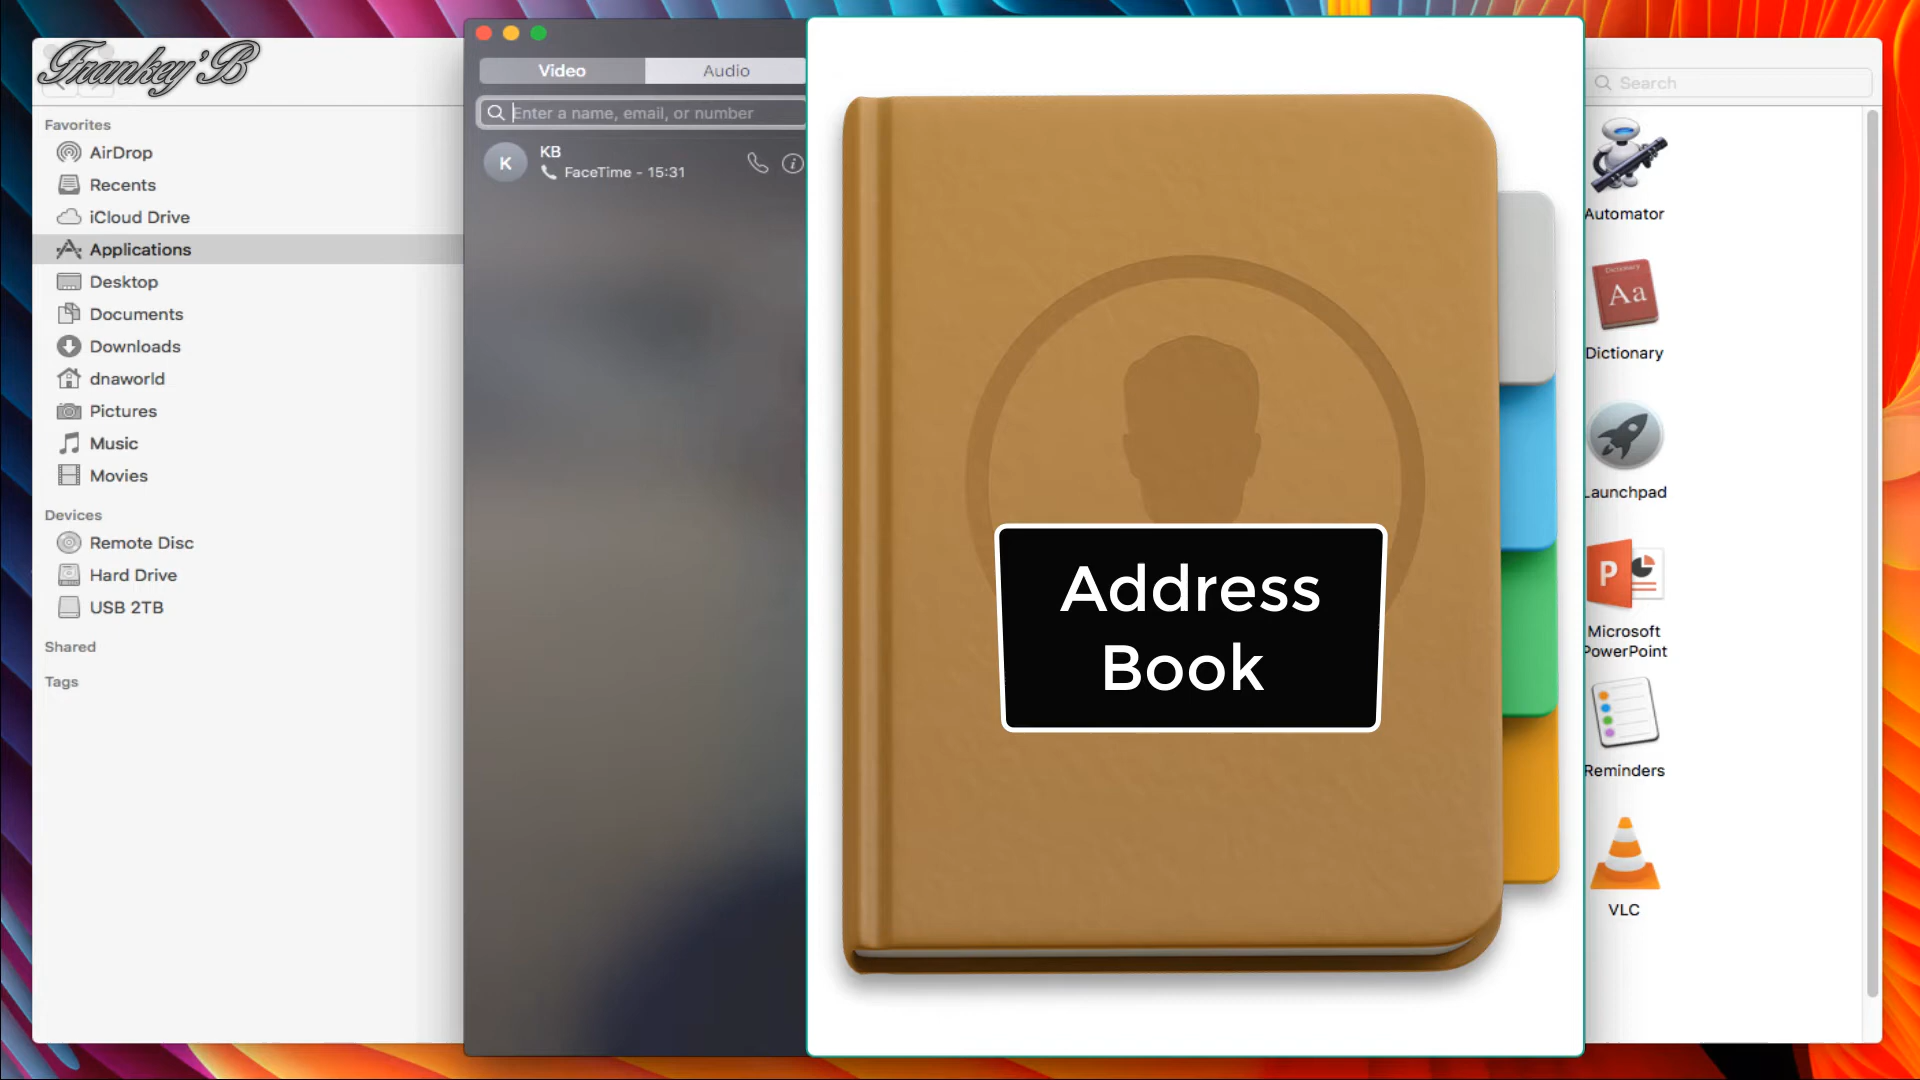 Frankey'B
Favorites
AirDrop
Recents
iCloud Drive
Applications
Desktop
Documents
Downloads
dnaworld
Pictures
Music
Movies
Devices
Remote Disc
Hard Drive
USB 2TB
Shared
Tags
Video
Audio
Enter a name, email, or number
K
KB
FaceTime - 15:31
Address
Book
Search
Automator
Dictionary
Aa
Dictionary
Launchpad
P
Microsoft
PowerPoint
Reminders
VLC